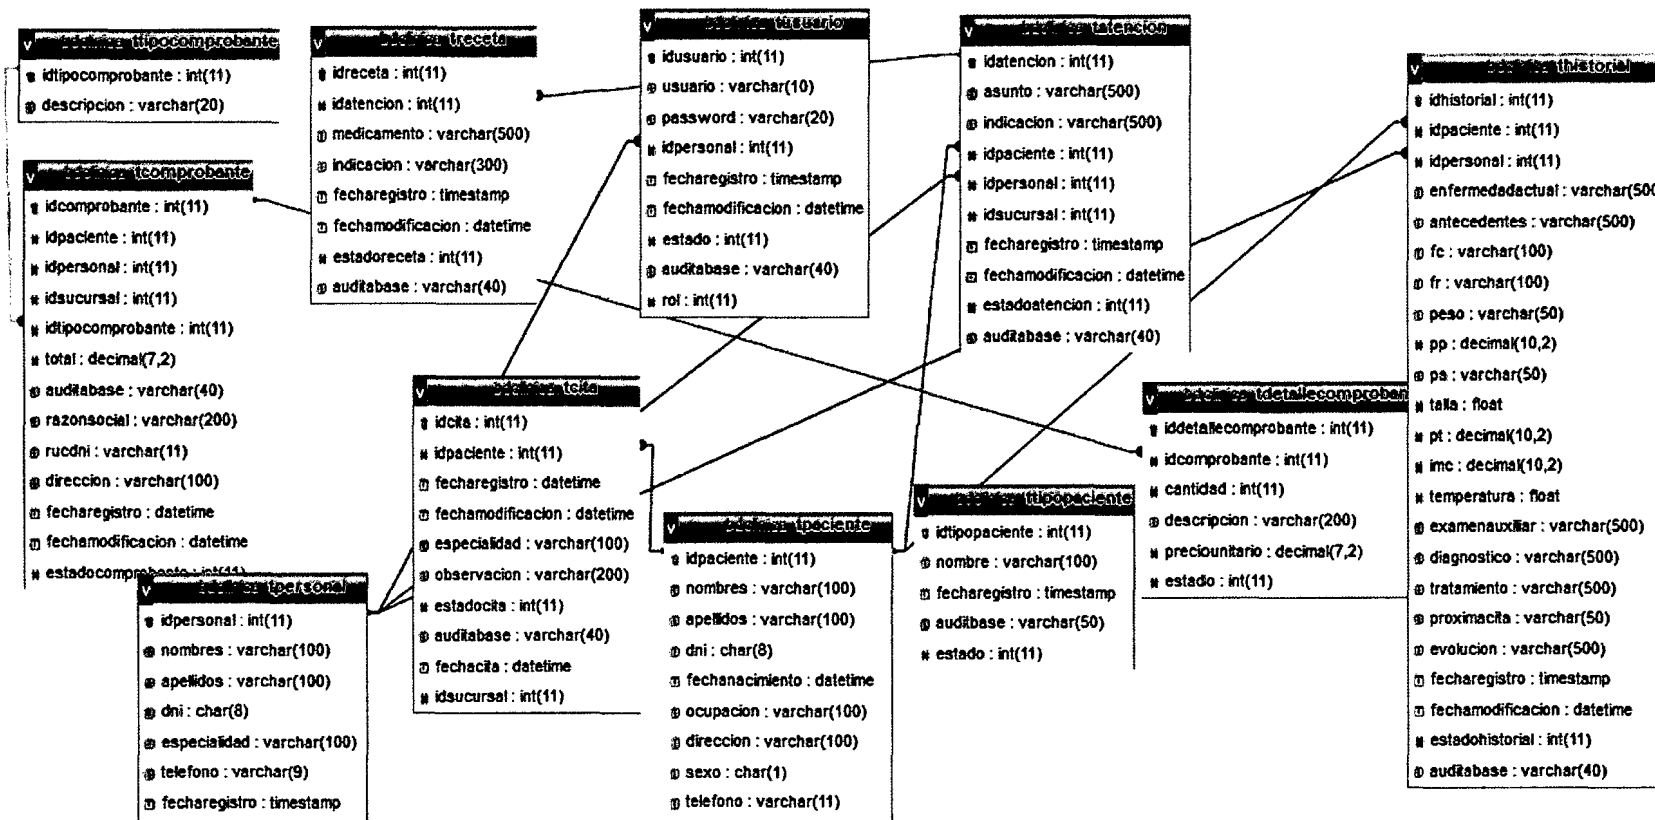 ttipocomprobante
idtipocomprobante : int(11)
descripcion : varchar(20)
tcomprobante
idcomprobante : int(11)
idpaciente : int(11)
idpersonal : int(11)
idsucursal : int(11)
idtipocomprobante : int(11)
total : decimal(7,2)
auditabase : varchar(40)
razonsocial : varchar(200)
rucdni : varchar(11)
direccion : varchar(100)
fecharegistro : datetime
fechamodificacion : datetime
estadocomprobante : int(11)
tpersonal
idpersonal : int(11)
nombres : varchar(100)
apellidos : varchar(100)
dni : char(8)
especialidad : varchar(100)
telefono : varchar(9)
fecharegistro : timestamp
treceta
idreceta : int(11)
idatencion : int(11)
medicamento : varchar(500)
indicacion : varchar(300)
fecharegistro : timestamp
fechamodificacion : datetime
estadoreceta : int(11)
auditabase : varchar(40)
tcita
idcita : int(11)
idpaciente : int(11)
fecharegistro : datetime
fechamodificacion : datetime
especialidad : varchar(100)
observacion : varchar(200)
estadocita : int(11)
auditabase : varchar(40)
fechacita : datetime
idsucursal : int(11)
tusuario
idusuario : int(11)
usuario : varchar(10)
password : varchar(20)
idpersonal : int(11)
fecharegistro : timestamp
fechamodificacion : datetime
estado : int(11)
auditabase : varchar(40)
rol : int(11)
tpaciente
idpaciente : int(11)
nombres : varchar(100)
apellidos : varchar(100)
dni : char(8)
fechanacimiento : datetime
ocupacion : varchar(100)
direccion : varchar(100)
sexo : char(1)
telefono : varchar(11)
tatencion
idatencion : int(11)
asunto : varchar(500)
indicacion : varchar(500)
idpaciente : int(11)
idpersonal : int(11)
idsucursal : int(11)
fecharegistro : timestamp
fechamodificacion : datetime
estadoatencion : int(11)
auditabase : varchar(40)
ttipopaciente
idtipopaciente : int(11)
nombre : varchar(100)
fecharegistro : timestamp
auditbase : varchar(50)
estado : int(11)
tdetallecomproban
iddetallecomprobante : int(11)
idcomprobante : int(11)
cantidad : int(11)
descripcion : varchar(200)
preciounitario : decimal(7,2)
estado : int(11)
thistorial
idhistorial : int(11)
idpaciente : int(11)
idpersonal : int(11)
enfermedadactual : varchar(500
antecedentes : varchar(500)
fc : varchar(100)
fr : varchar(100)
peso : varchar(50)
pp : decimal(10,2)
pa : varchar(50)
talla : float
pt : decimal(10,2)
imc : decimal(10,2)
temperatura : float
examenauxiliar : varchar(500)
diagnostico : varchar(500)
tratamiento : varchar(500)
proximacita : varchar(50)
evolucion : varchar(500)
fecharegistro : timestamp
fechamodificacion : datetime
estadohistorial : int(11)
auditabase : varchar(40)